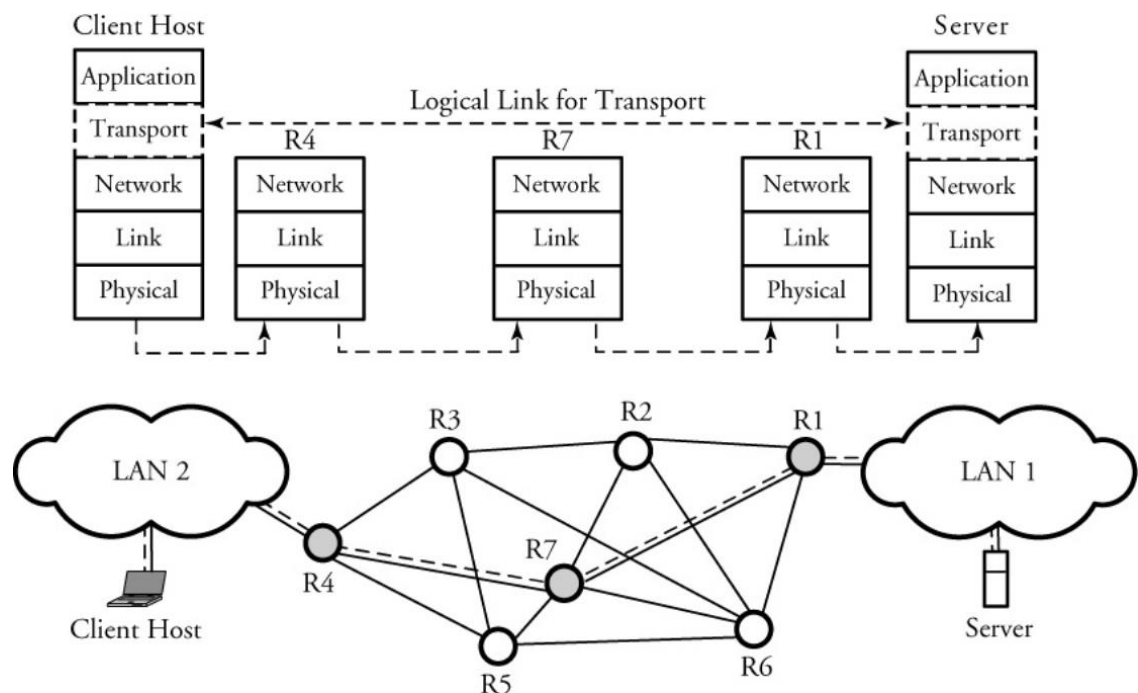 Client Host
Server
Application
Application
Logical Link for Transport
Transport
Transport
R4
R7
R1
Network
Network
Network
Network
Network
Link
Link
Link
Link
Link
Physical
Physical
Physical
Physical
Physical
R3
R2
R1
LAN 2
LAN 1
R7
R4
Client Host
Server
R5
R6